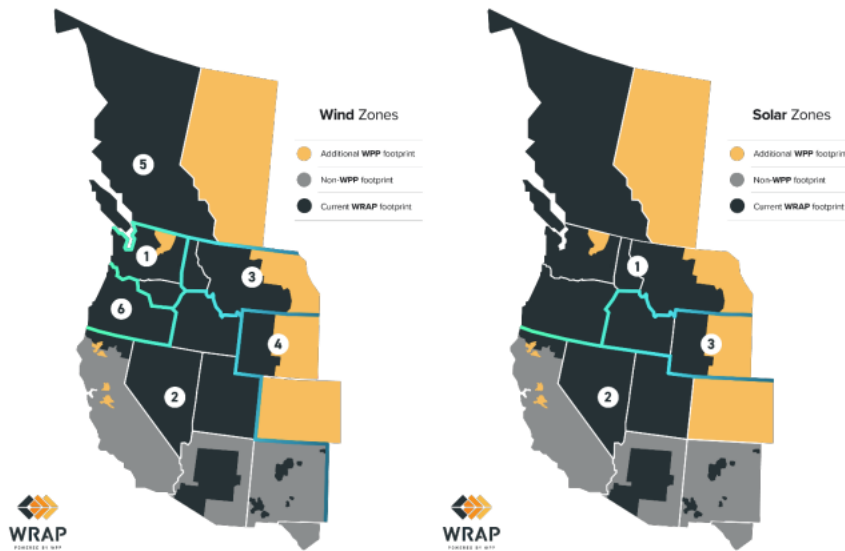 Wind Zones
Additional WPP footprint
Non-WPP footprint
Current WRAP footprint
5
1
3
6
4
2
WRAP
POWERED BY WPP
Solar Zones
Additional WPP footprint
Non-WPP footprint
Current WRAP footprint
1
3
2
WRAP
POWERED BY WPP